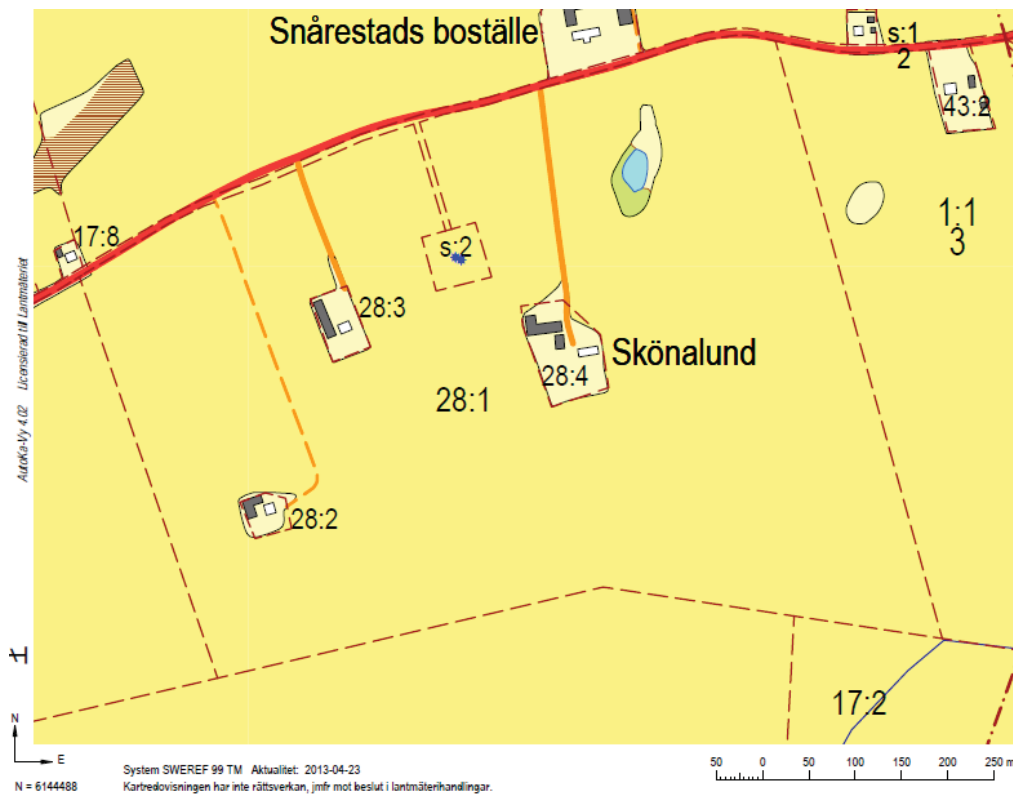 Snårestads boställe
s:1
2
43:2
1:1
3
17:8
s:2
28:3
Skönalund
28:4
28:1
28:2
17:2
AutoKa-Vy 4.02 Licensierad till Lantmäteriet
N
E
N = 6144488
System SWEREF 99 TM Aktualitet: 2013-04-23
Kartredovisningen har inte rättsverkan, jmfr mot beslut i lantmäterihandlingar.
50 0 50 100 150 200 250 m